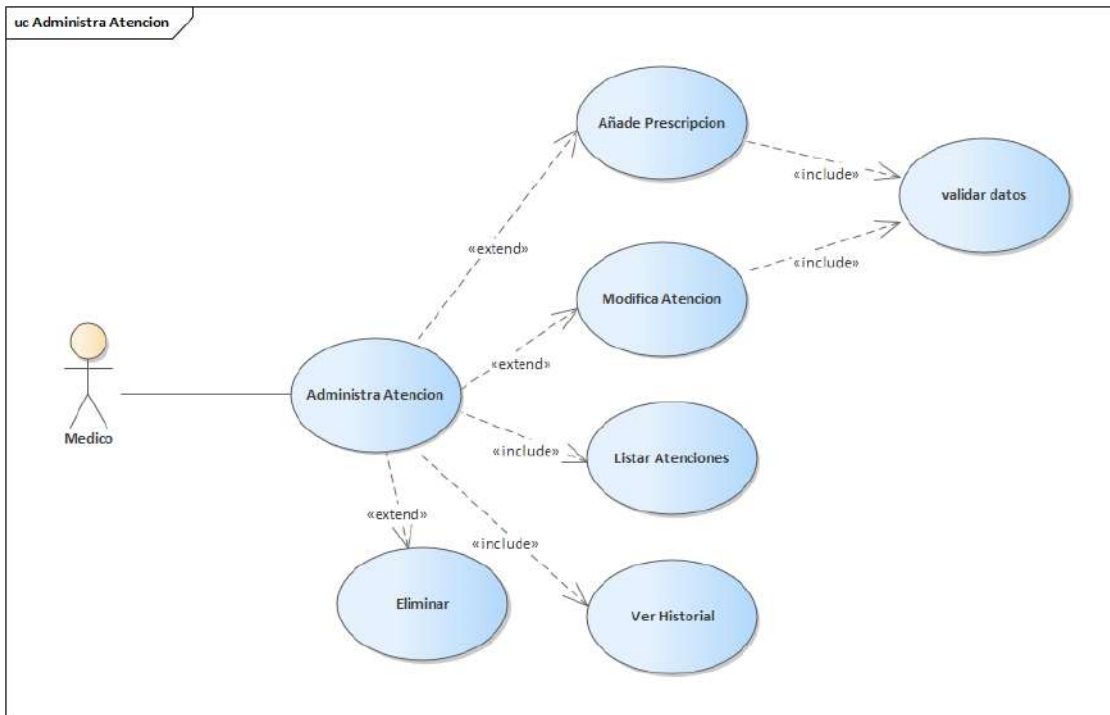 uc Administra Atencion
Añade Prescripcion
«include»
validar datos
«extend»
«include»
Modifica Atencion
«extend»
Administra Atencion
Medico
«include»
Listar Atenciones
«extend»
«include»
Eliminar
Ver Historial